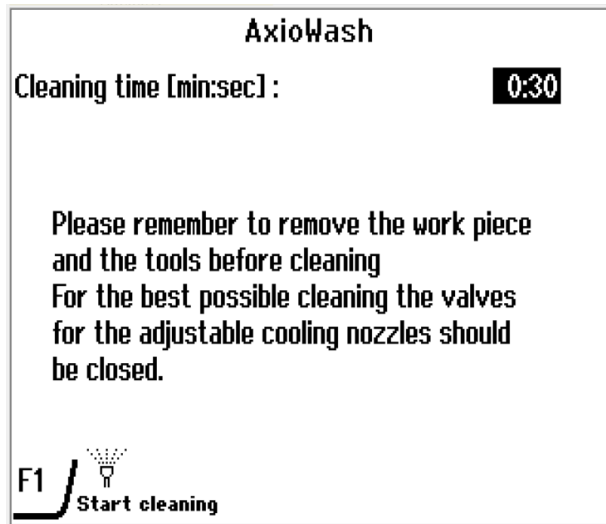 AxioWash
Cleaning time [min:sec] : 0:30
Please remember to remove the work piece
and the tools before cleaning
For the best possible cleaning the valves
for the adjustable cooling nozzles should
be closed.
F1
Start cleaning